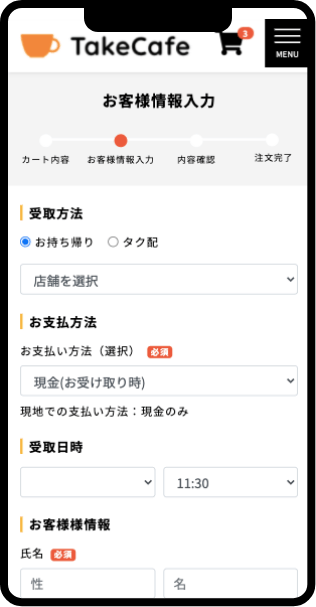 TakeCafe
3
MENU
お客様情報入力
カート内容 お客様情報入力 内容確認 注文完了
受取方法
お持ち帰り タク配
店舗を選択
お支払方法
お支払い方法（選択） 必須
現金(お受け取り時)
現地での支払い方法：現金のみ
受取日時
11:30
お客様様情報
氏名 必須
性 名